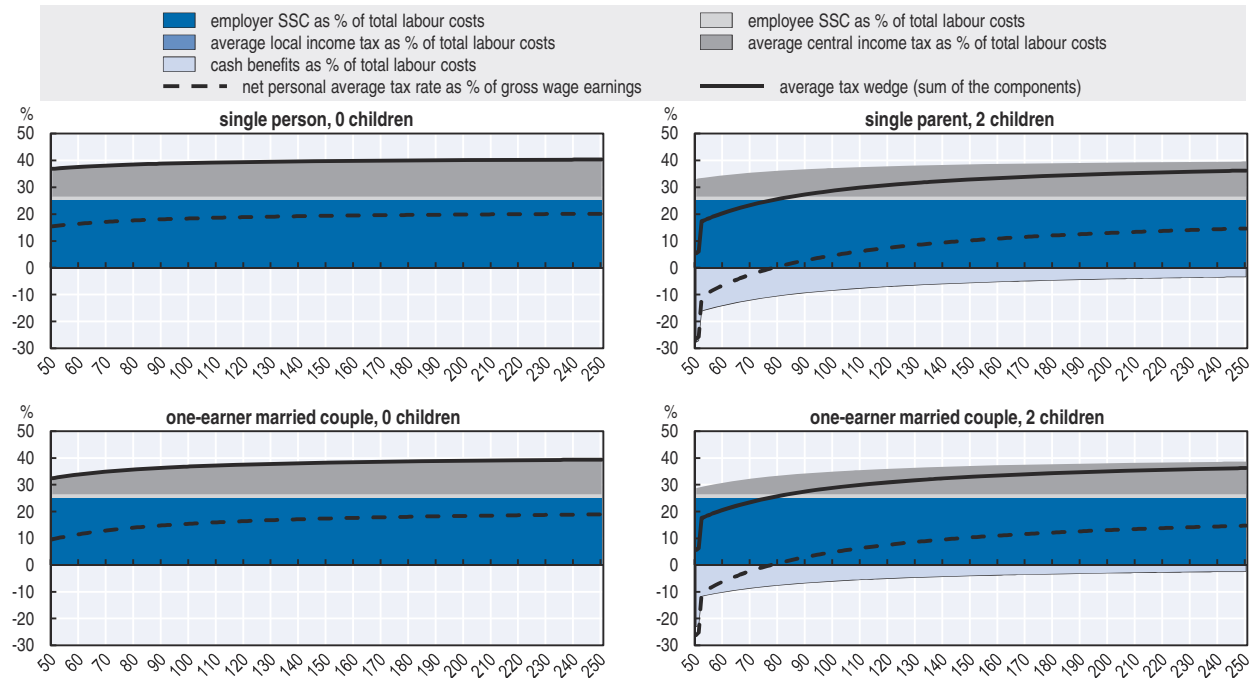 employer SSC as % of total labour costs
employee SSC as % of total labour costs
average local income tax as % of total labour costs
average central income tax as % of total labour costs
cash benefits as % of total labour costs
net personal average tax rate as % of gross wage earnings
average tax wedge (sum of the components)
%
single person, 0 children
50
40
30
20
10
0
-10
-20
-30
50 60 70 80 90 100 110 120 130 140 150 160 170 180 190 200 210 220 230 240 250
%
single parent, 2 children
50
40
30
20
10
0
-10
-20
-30
50 60 70 80 90 100 110 120 130 140 150 160 170 180 190 200 210 220 230 240 250
%
one-earner married couple, 0 children
50
40
30
20
10
0
-10
-20
-30
50 60 70 80 90 100 110 120 130 140 150 160 170 180 190 200 210 220 230 240 250
%
one-earner married couple, 2 children
50
40
30
20
10
0
-10
-20
-30
50 60 70 80 90 100 110 120 130 140 150 160 170 180 190 200 210 220 230 240 250